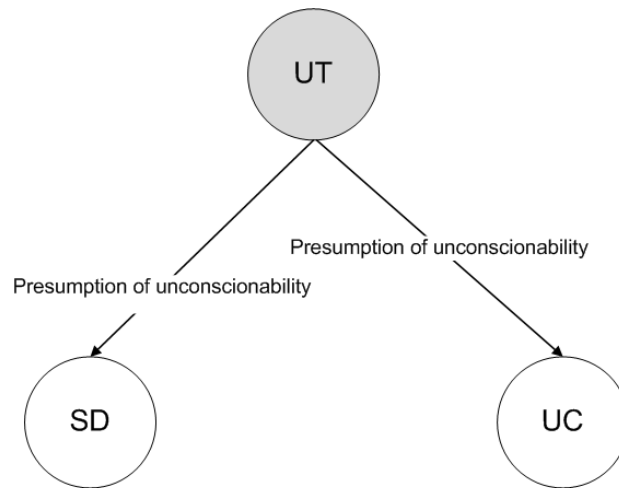 UT
Presumption of unconscionability
Presumption of unconscionability
SD
UC